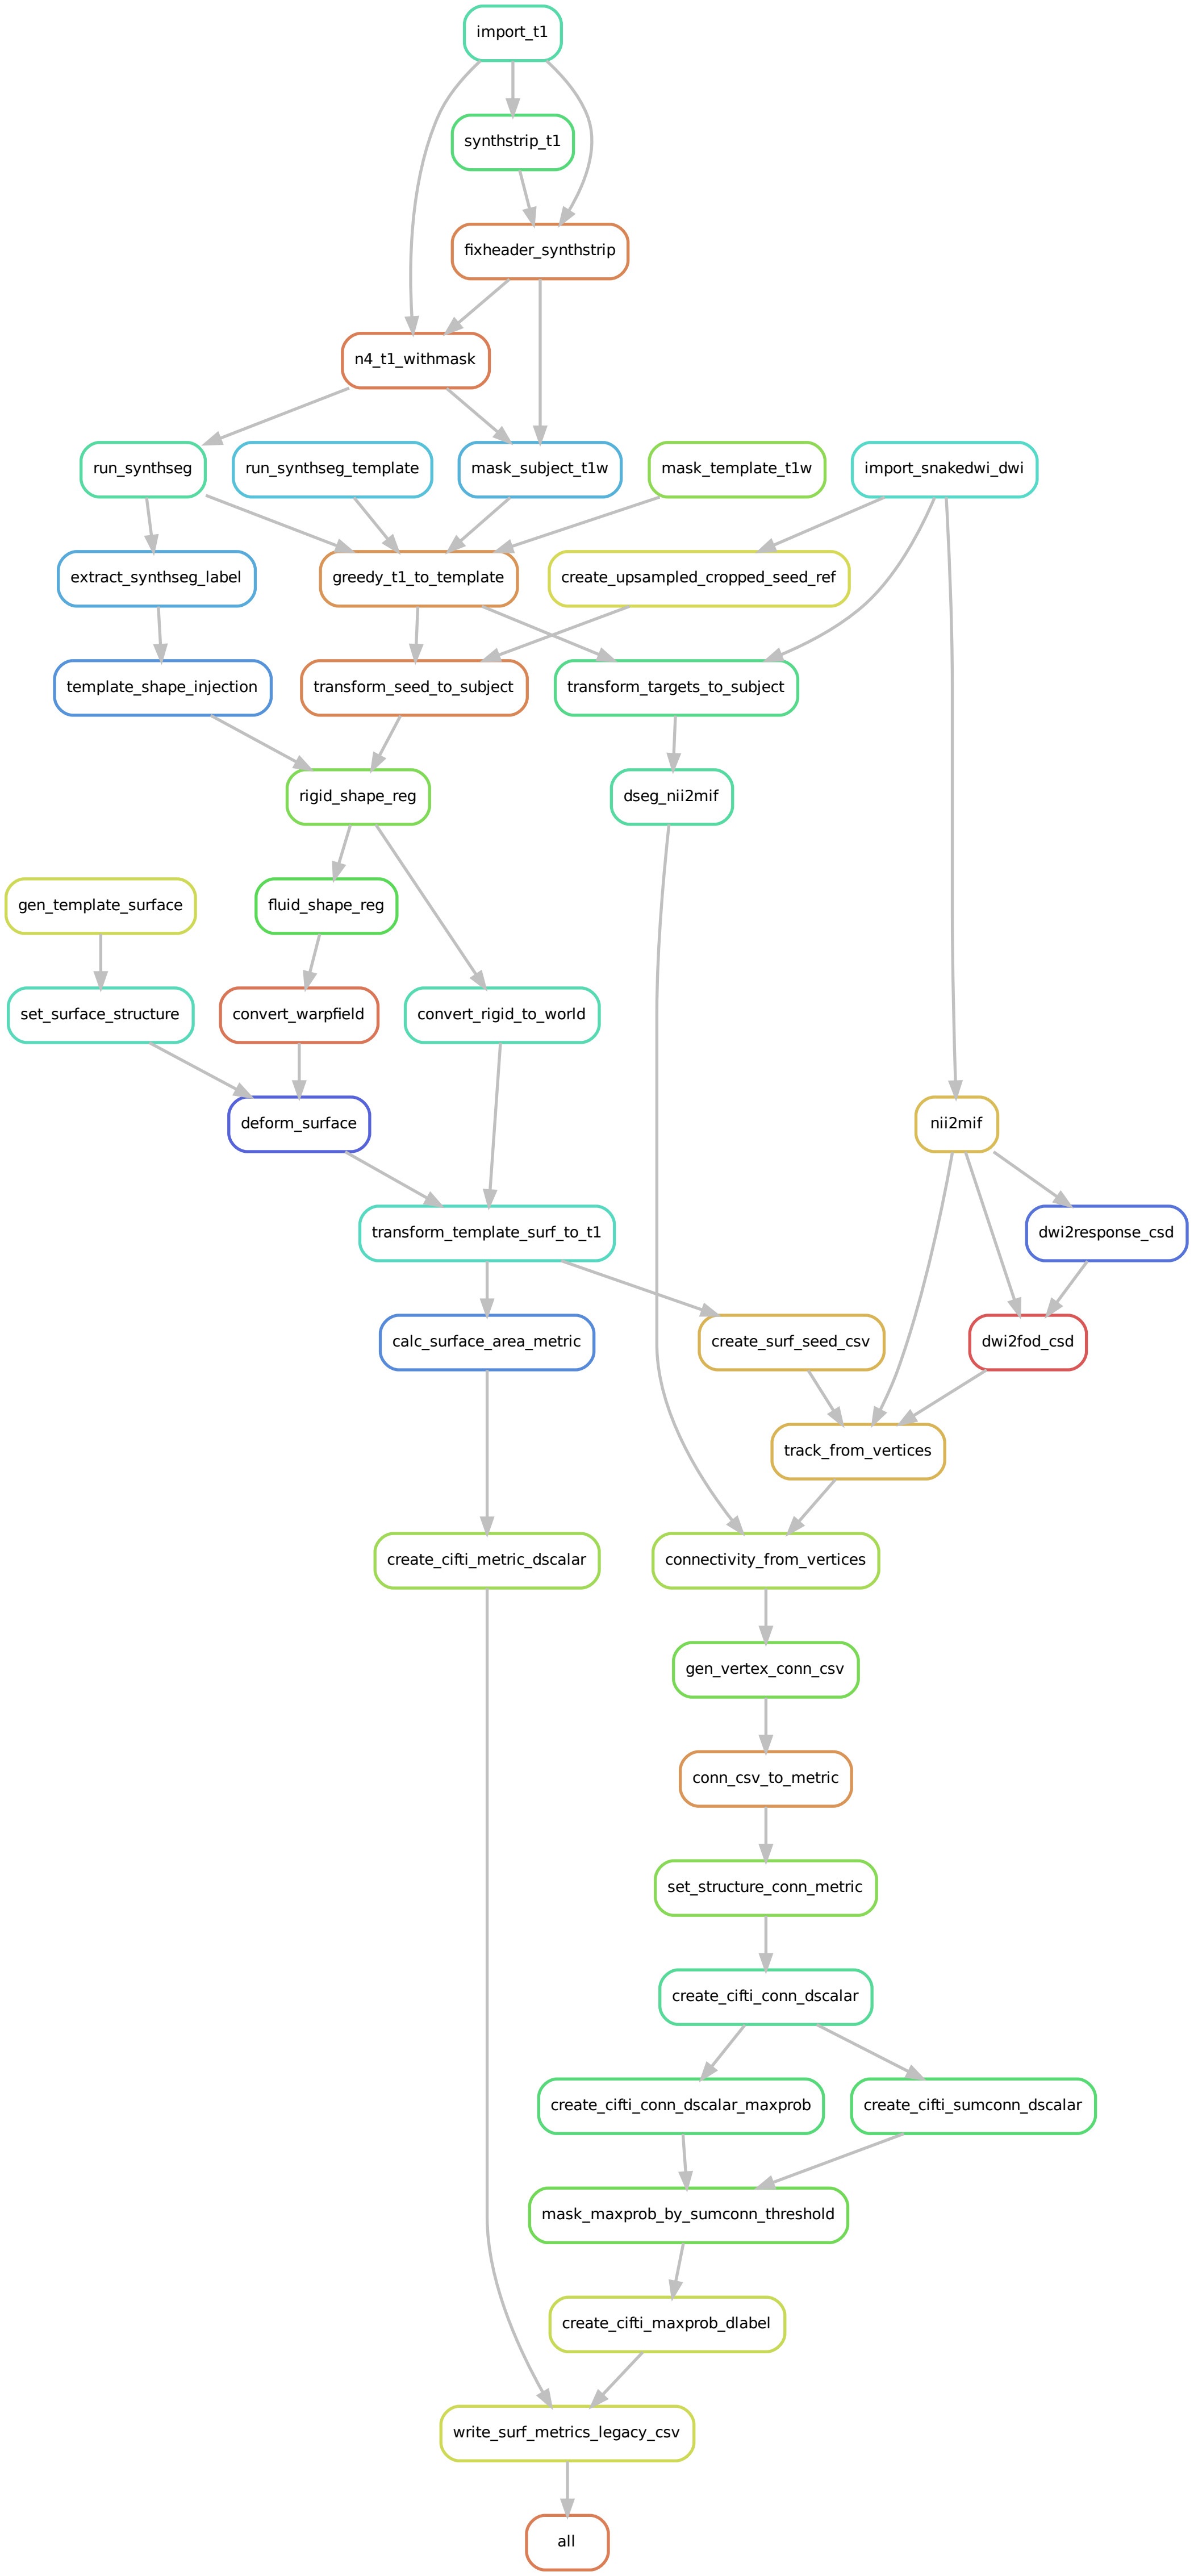 import_t1
synthstrip_t1
fixheader_synthstrip
n4_t1_withmask
run_synthseg
run_synthseg_template
mask_subject_t1w
mask_template_t1w
import_snakedwi_dwi
extract_synthseg_label
greedy_t1_to_template
create_upsampled_cropped_seed_ref
template_shape_injection
transform_seed_to_subject
transform_targets_to_subject
rigid_shape_reg
dseg_nii2mif
gen_template_surface
fluid_shape_reg
set_surface_structure
convert_warpfield
convert_rigid_to_world
deform_surface
nii2mif
transform_template_surf_to_t1
dwi2response_csd
calc_surface_area_metric
create_surf_seed_csv
dwi2fod_csd
track_from_vertices
create_cifti_metric_dscalar
connectivity_from_vertices
gen_vertex_conn_csv
conn_csv_to_metric
set_structure_conn_metric
create_cifti_conn_dscalar
create_cifti_conn_dscalar_maxprob
create_cifti_sumconn_dscalar
mask_maxprob_by_sumconn_threshold
create_cifti_maxprob_dlabel
write_surf_metrics_legacy_csv
all